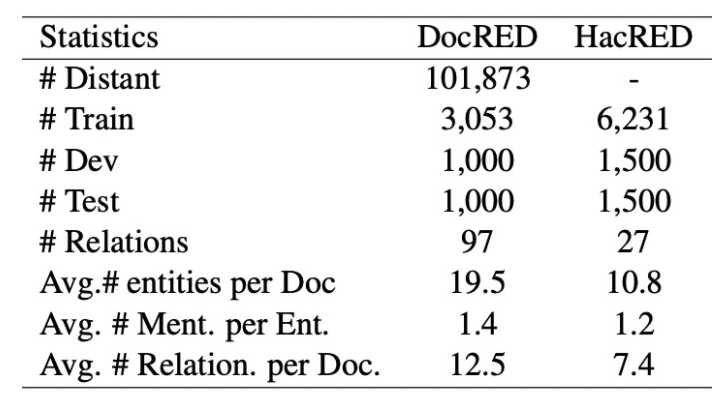 Statistics DocRED HacRED
# Distant 101,873 -
# Train 3,053 6,231
# Dev 1,000 1,500
# Test 1,000 1,500
# Relations 97 27
Avg.# entities per Doc 19.5 10.8
Avg. # Ment. per Ent. 1.4 1.2
Avg. # Relation. per Doc. 12.5 7.4